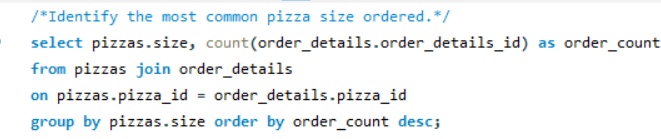 /*Identify the most common pizza size ordered.*/
select pizzas.size, count(order_details.order_details_id) as order_count
from pizzas join order_details
on pizzas.pizza_id = order_details.pizza_id
group by pizzas.size order by order_count desc;